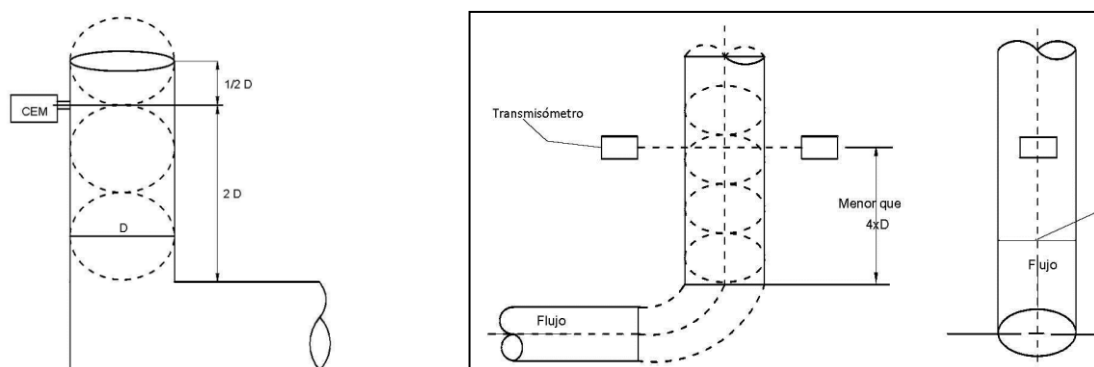 CEM
1/2 D
2 D
D
Transmisómetro
Menor que
4xD
Flujo
Flujo